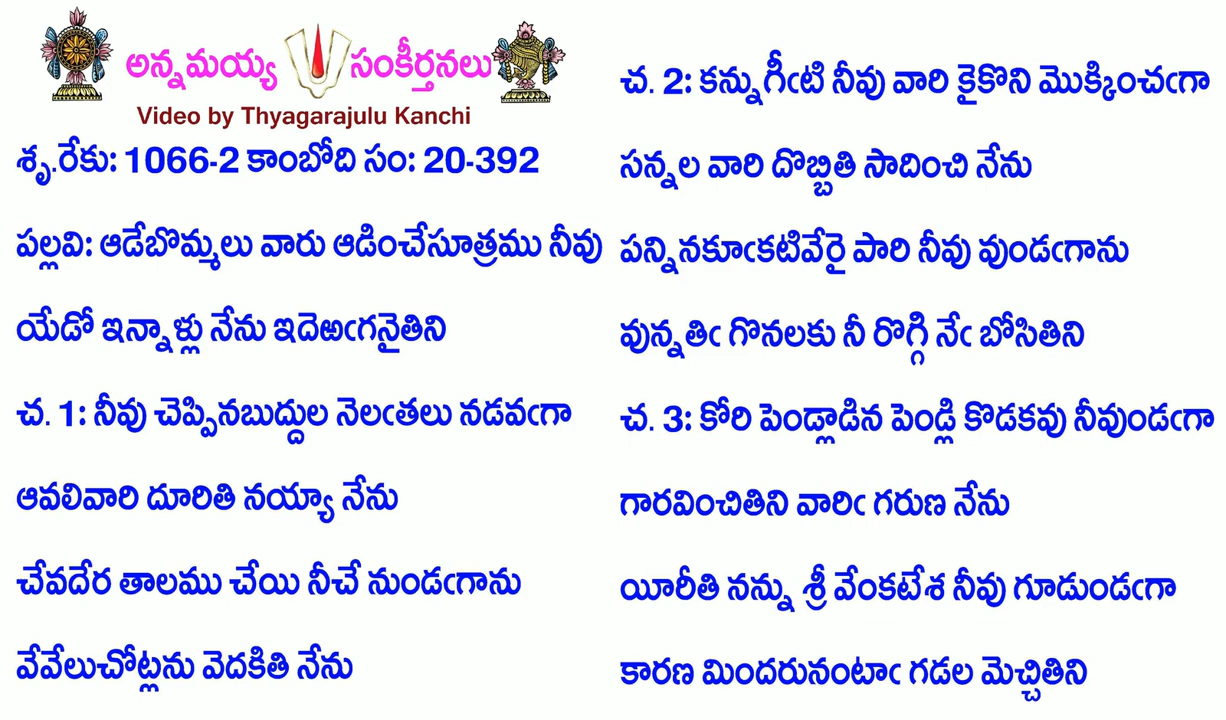 అన్నమయ్య సంకీర్తనలు
Video by Thyagarajulu Kanchi
శృ.రేకు: 1066-2 కాంబోది సం: 20-392
పల్లవి: ఆడేబొమ్మలు వారు ఆడించేసూత్రము నీవు
యేడో ఇన్నాళ్లు నేను ఇదెఱఁగనైతిని
చ. 1: నీవు చెప్పినబుద్దుల నెలఁతలు నడవఁగా
ఆవలివారి దూరితి నయ్యా నేను
చేవదేర తాలము చేయి నీచే నుండఁగాను
వేవేలుచోట్లను వెదకితి నేను
చ. 2: కన్నుగీఁటి నీవు వారి కైకొని మొక్కించఁగా
సన్నల వారి దొబ్బితి సాదించి నేను
పన్నినకూఁకటివేరై పారి నీవు వుండఁగాను
వున్నతిఁ గొనలకు నీ రొగ్గి నేఁ బోసితిని
చ. 3: కోరి పెండ్లాడిన పెండ్లి కొడకవు నీవుండఁగా
గారవించితిని వారిఁ గరుణ నేను
యీరీతి నన్ను శ్రీ వేంకటేశ నీవు గూడుండఁగా
కారణ మిందరునంటాఁ గడల మెచ్చితిని